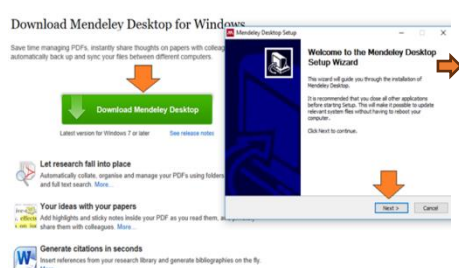 Download Mendeley Desktop for Windows
Save time managing PDFs, instantly share thoughts on papers with colleag
automatically back up and sync your files between different computers.
Download Mendeley Desktop
Latest version for Windows 7 or later See release notes
Let research fall into place
Automatically collate, organise and manage your PDFs using folders
and full text search. More...
Your ideas with your papers
Add highlights and sticky notes inside your PDF as you read them, a
share them with colleagues. More...
Generate citations in seconds
Insert references from your research library and generate bibliographies on the fly.
Mendeley Desktop Setup
Welcome to the Mendeley Desktop
Setup Wizard
This wizard will guide you through the installation of
Mendeley Desktop.
It is recommended that you close all other applications
before starting Setup. This will make it possible to update
relevant system files without having to reboot your
computer.
Click Next to continue.
Next > Cancel